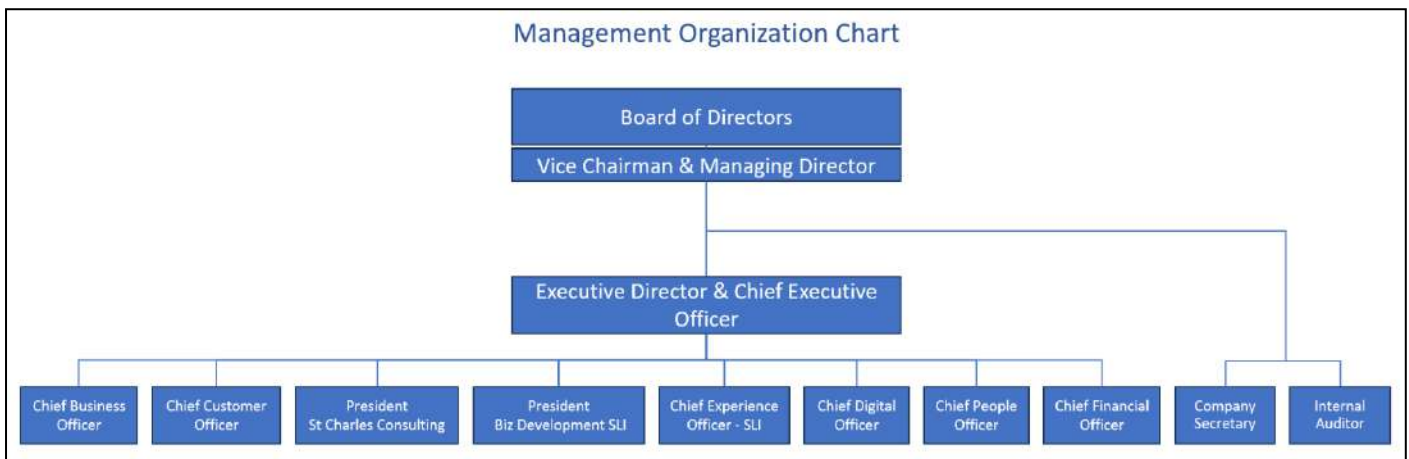 Management Organization Chart
Board of Directors
Vice Chairman & Managing Director
Executive Director & Chief Executive
Officer
Chief Business
Officer
Chief Customer
Officer
President
St Charles Consulting
President
Biz Development SLI
Chief Experience
Officer - SLI
Chief Digital
Officer
Chief People
Officer
Chief Financial
Officer
Company
Secretary
Internal
Auditor